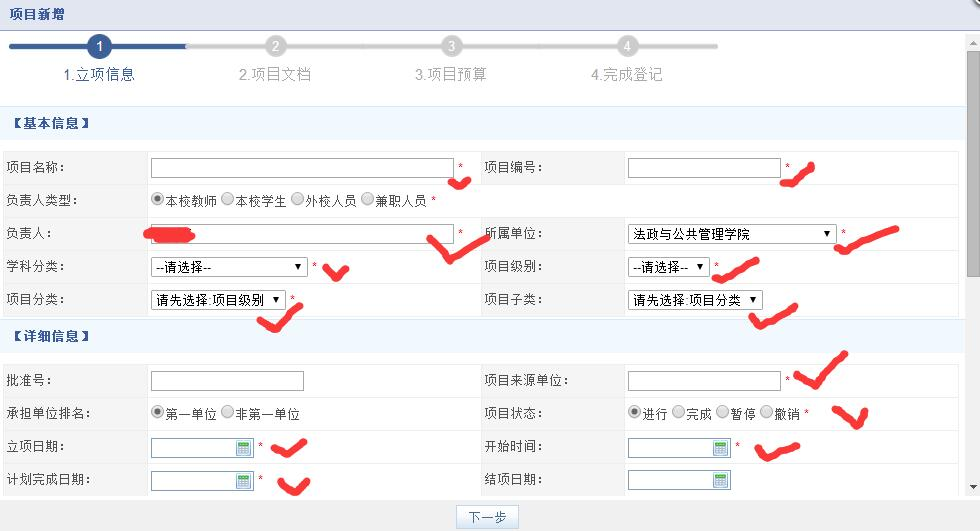 项目新增
1 2 3 4
1.立项信息 2.项目文档 3.项目预算 4.完成登记
【基本信息】
项目名称： * 项目编号： *
负责人类型： 本校教师 本校学生 外校人员 兼职人员 *
负责人： * 所属单位： 法政与公共管理学院 *
学科分类： --请选择-- * 项目级别： --请选择-- *
项目分类： 请先选择:项目级别 * 项目子类： 请先选择:项目分类
【详细信息】
批准号： 项目来源单位： *
承担单位排名： 第一单位 非第一单位 项目状态： 进行 完成 暂停 撤销 *
立项日期： * 开始时间： *
计划完成日期： * 结项日期：
下一步